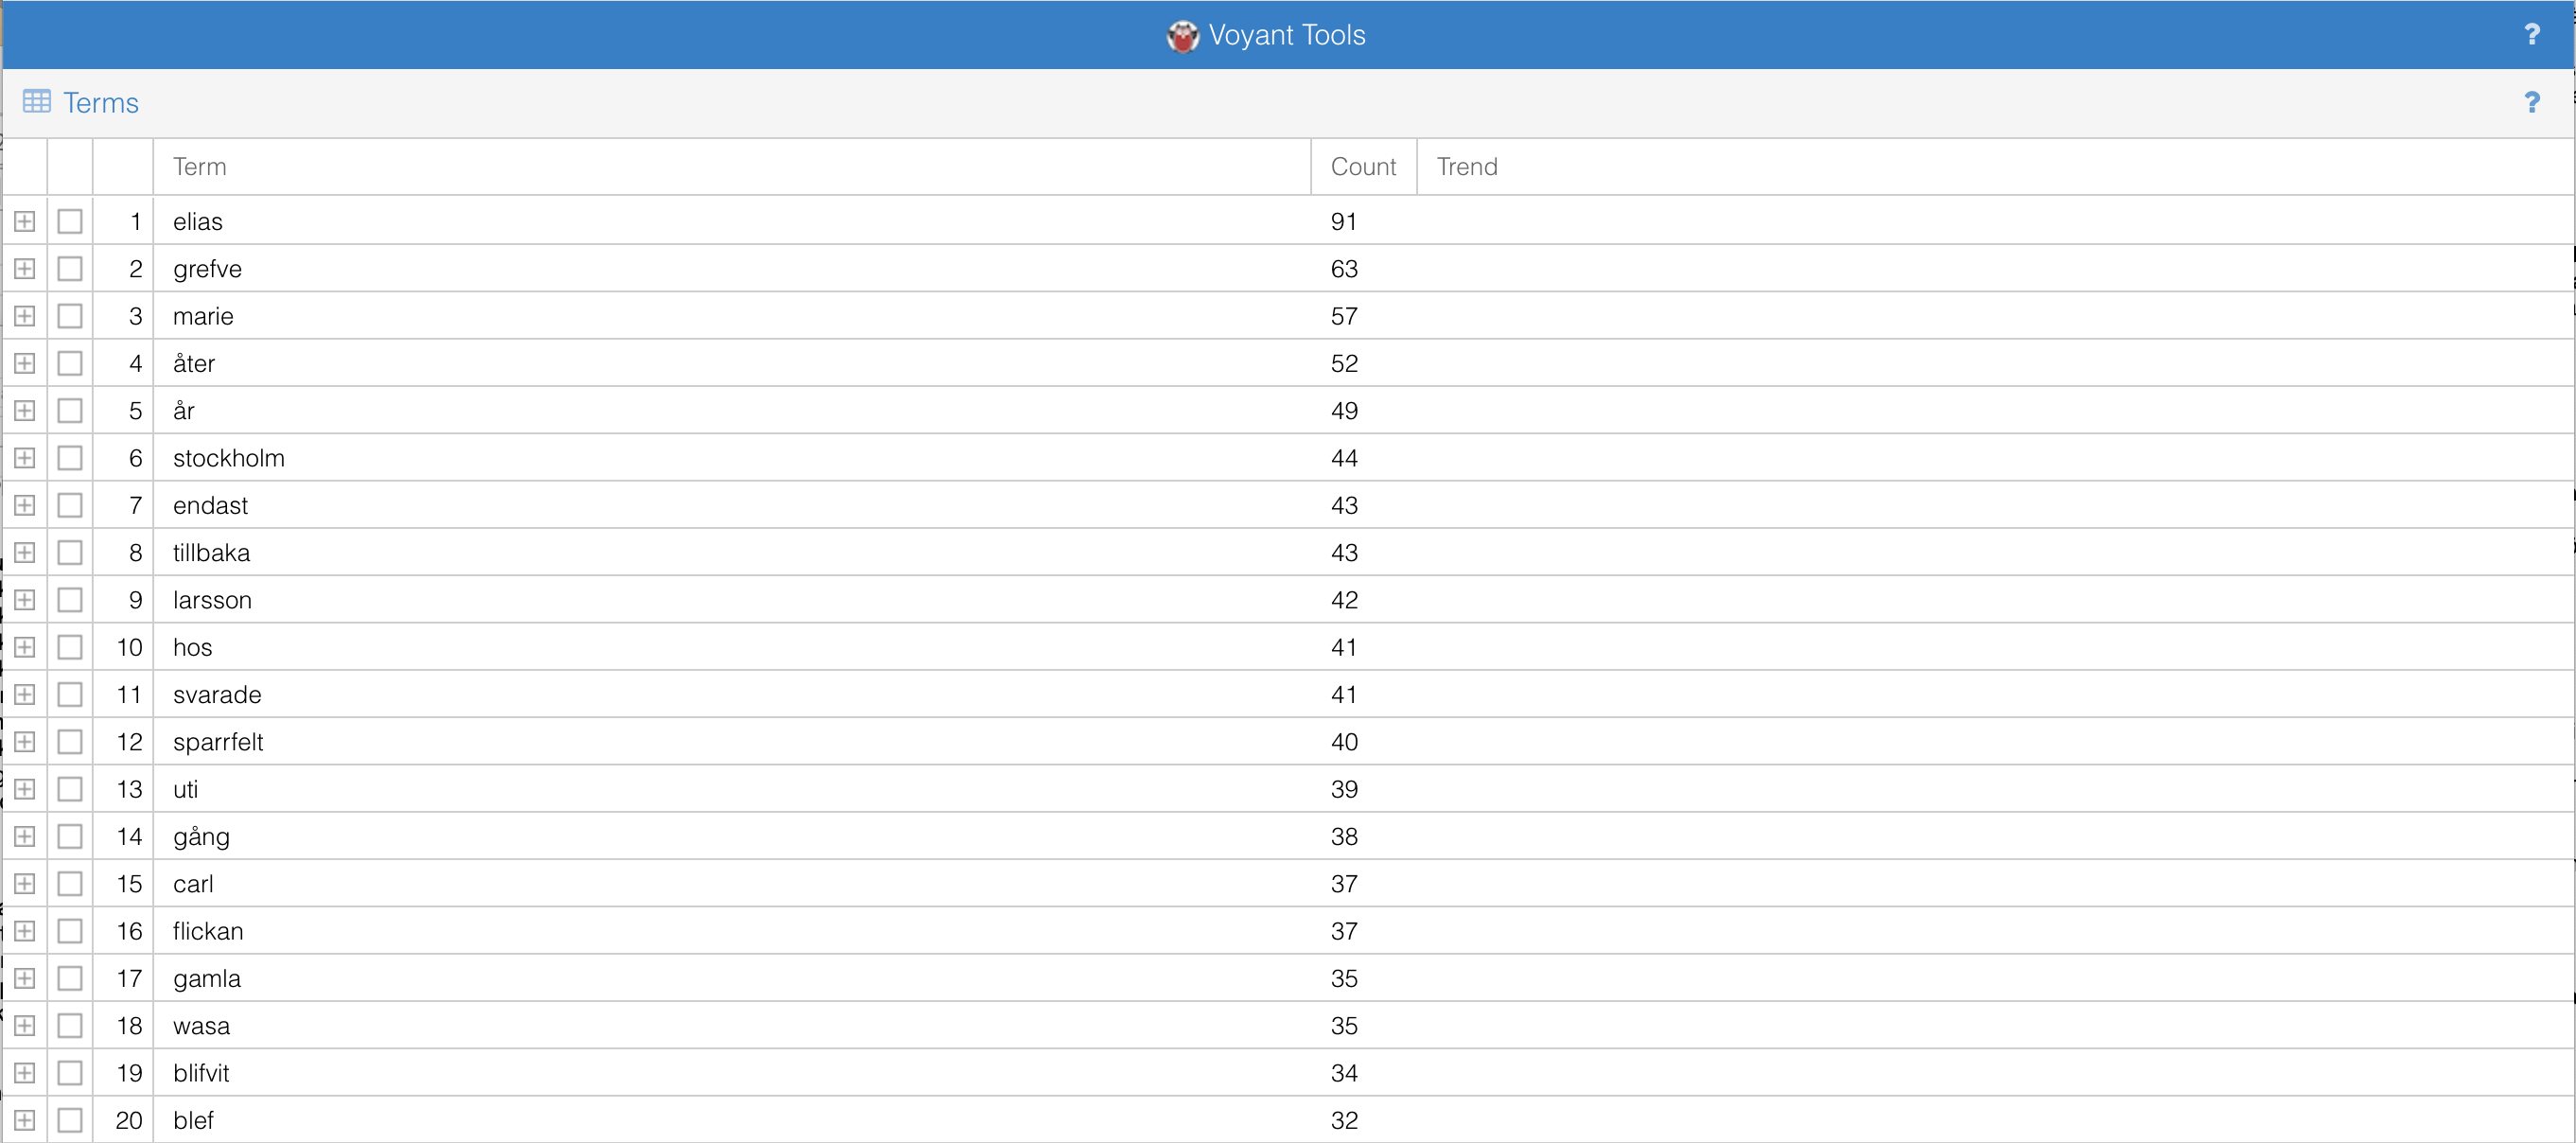 Voyant Tools ?
Terms ?
Term Count Trend
1 elias 91
2 grefve 63
3 marie 57
4 åter 52
5 år 49
6 stockholm 44
7 endast 43
8 tillbaka 43
9 larsson 42
10 hos 41
11 svarade 41
12 sparrfelt 40
13 uti 39
14 gång 38
15 carl 37
16 flickan 37
17 gamla 35
18 wasa 35
19 blifvit 34
20 blef 32